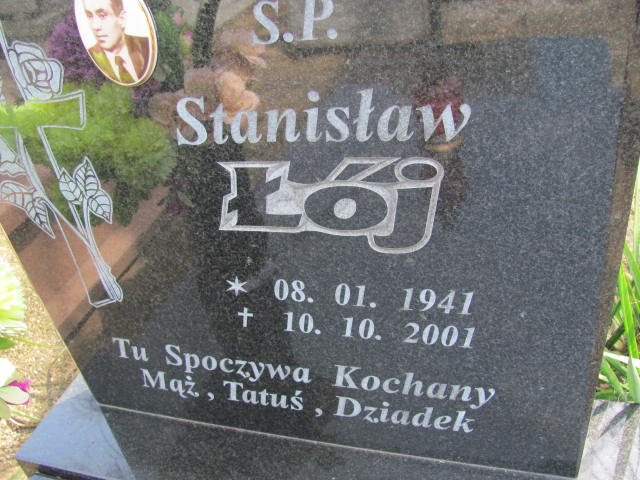 Ś.P.
Stanisław
Łój
✶ 08. 01. 1941
† 10. 10. 2001
Tu Spoczywa Kochany
Mąż, Tatuś, Dziadek